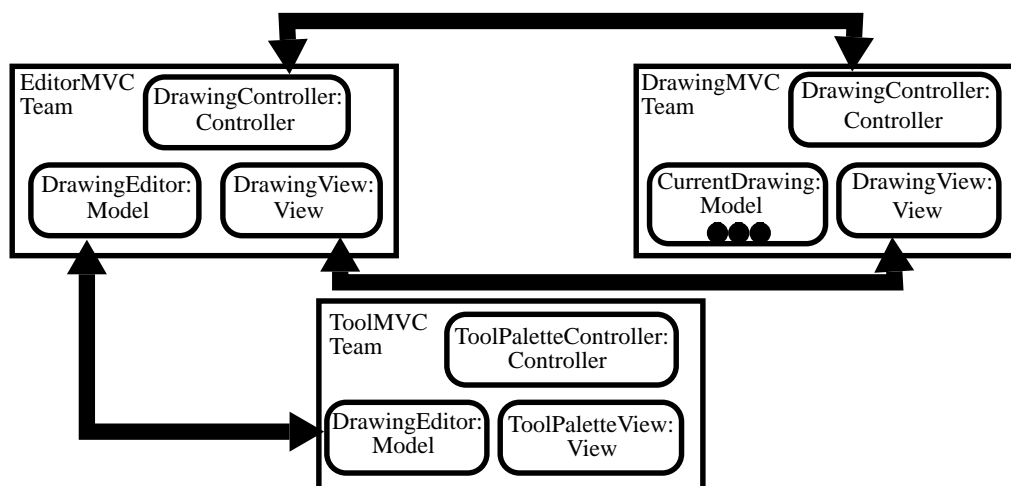 EditorMVC
Team
DrawingController:
Controller
DrawingEditor:
Model
DrawingView:
View
DrawingMVC
Team
DrawingController:
Controller
CurrentDrawing:
Model
DrawingView:
View
ToolMVC
Team
ToolPaletteController:
Controller
DrawingEditor:
Model
ToolPaletteView:
View